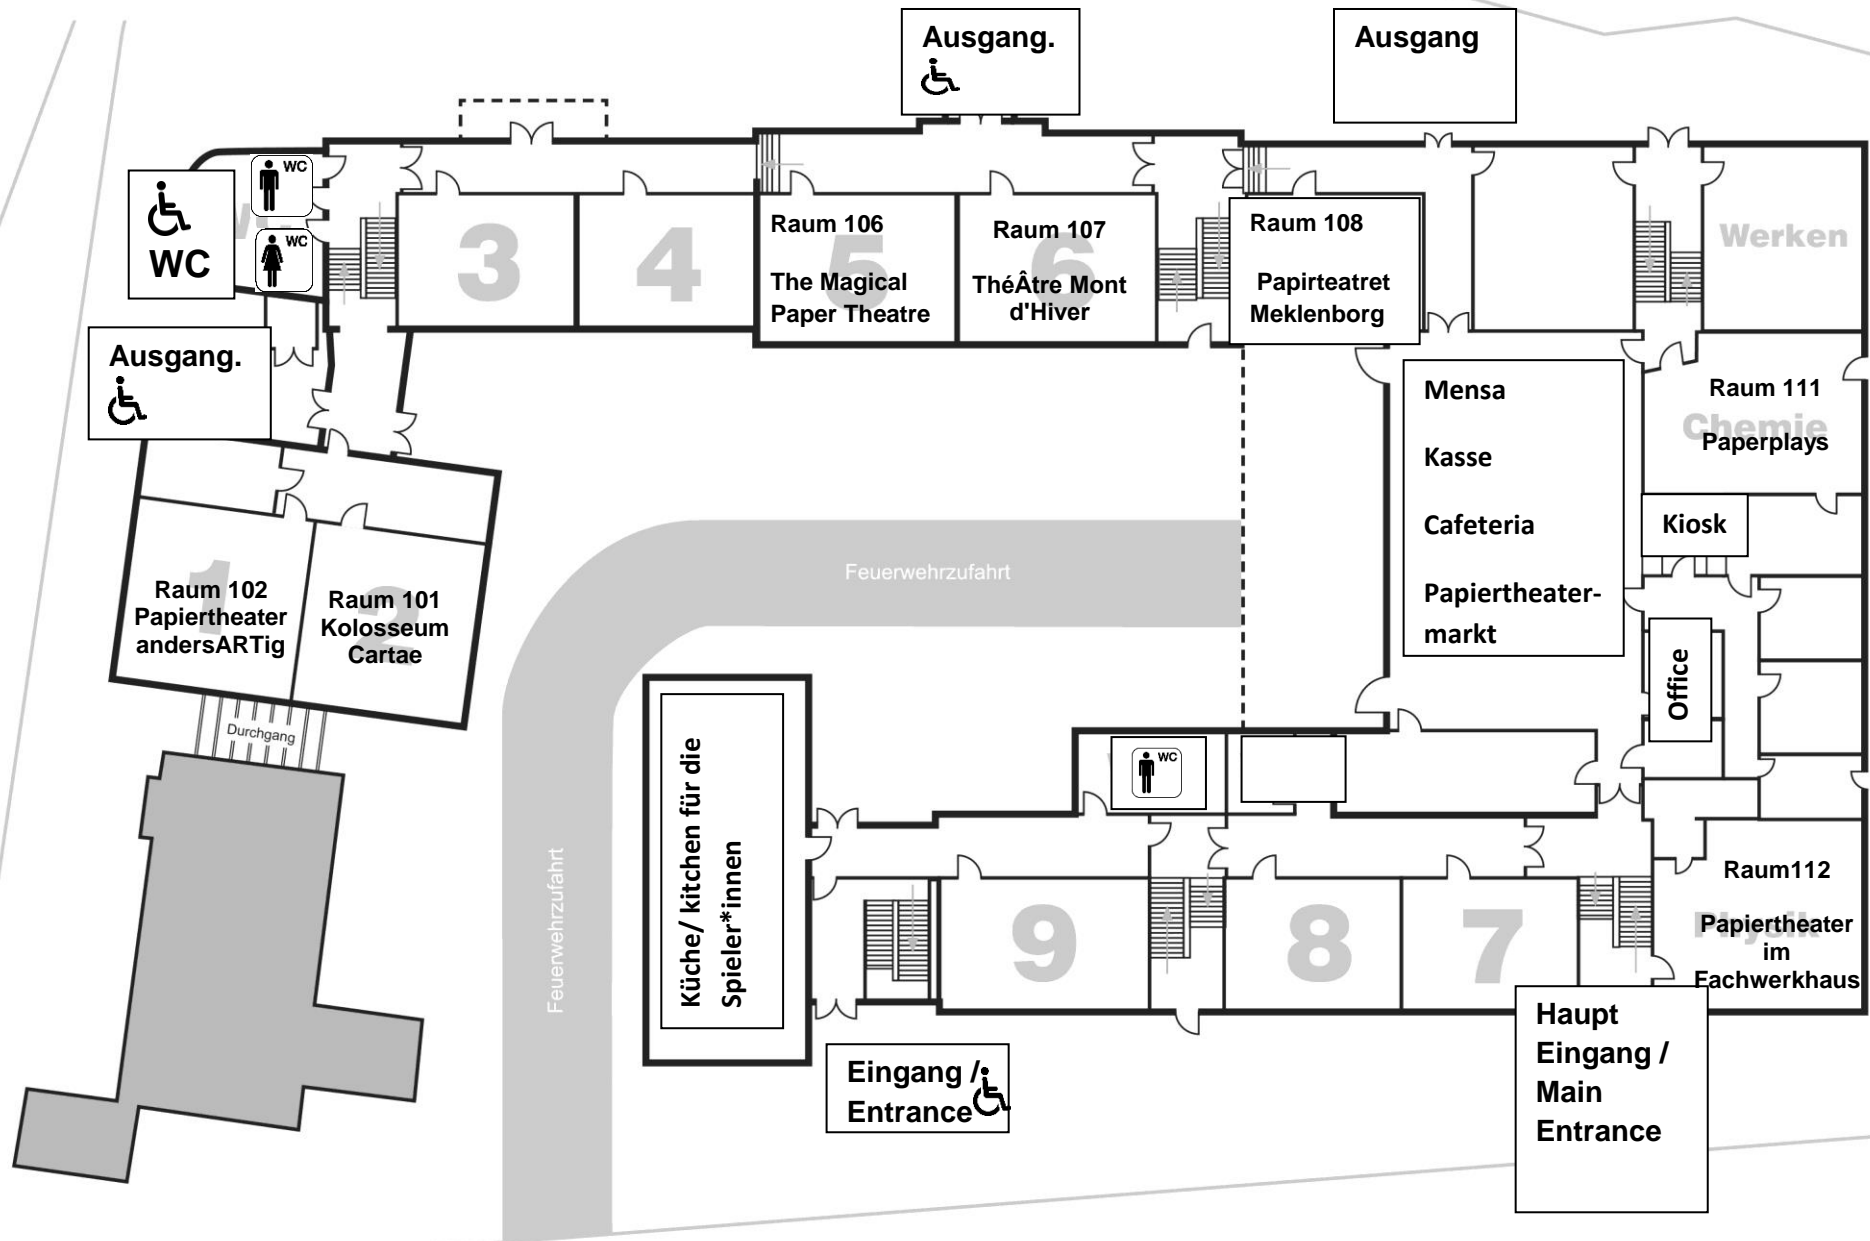 Ausgang.
Ausgang
WC
WC
WC
3
4
Raum 106
5
The Magical
Paper Theatre
Raum 107
6
ThéÂtre Mont
d'Hiver
Raum 108
Papirteatret
Meklenborg
Werken
Ausgang.
Mensa
Kasse
Cafeteria
Papiertheater-
markt
Raum 111
Chemie
Paperplays
Kiosk
Office
Feuerwehrzufahrt
1
Raum 102
Papiertheater
andersARTig
2
Raum 101
Kolosseum
Cartae
Durchgang
Feuerwehrzufahrt
Küche/ kitchen für die
Spieler*innen
WC
9
8
7
Raum112
Physik
Papiertheater
im
Fachwerkhaus
Eingang /
Entrance
Haupt
Eingang /
Main
Entrance